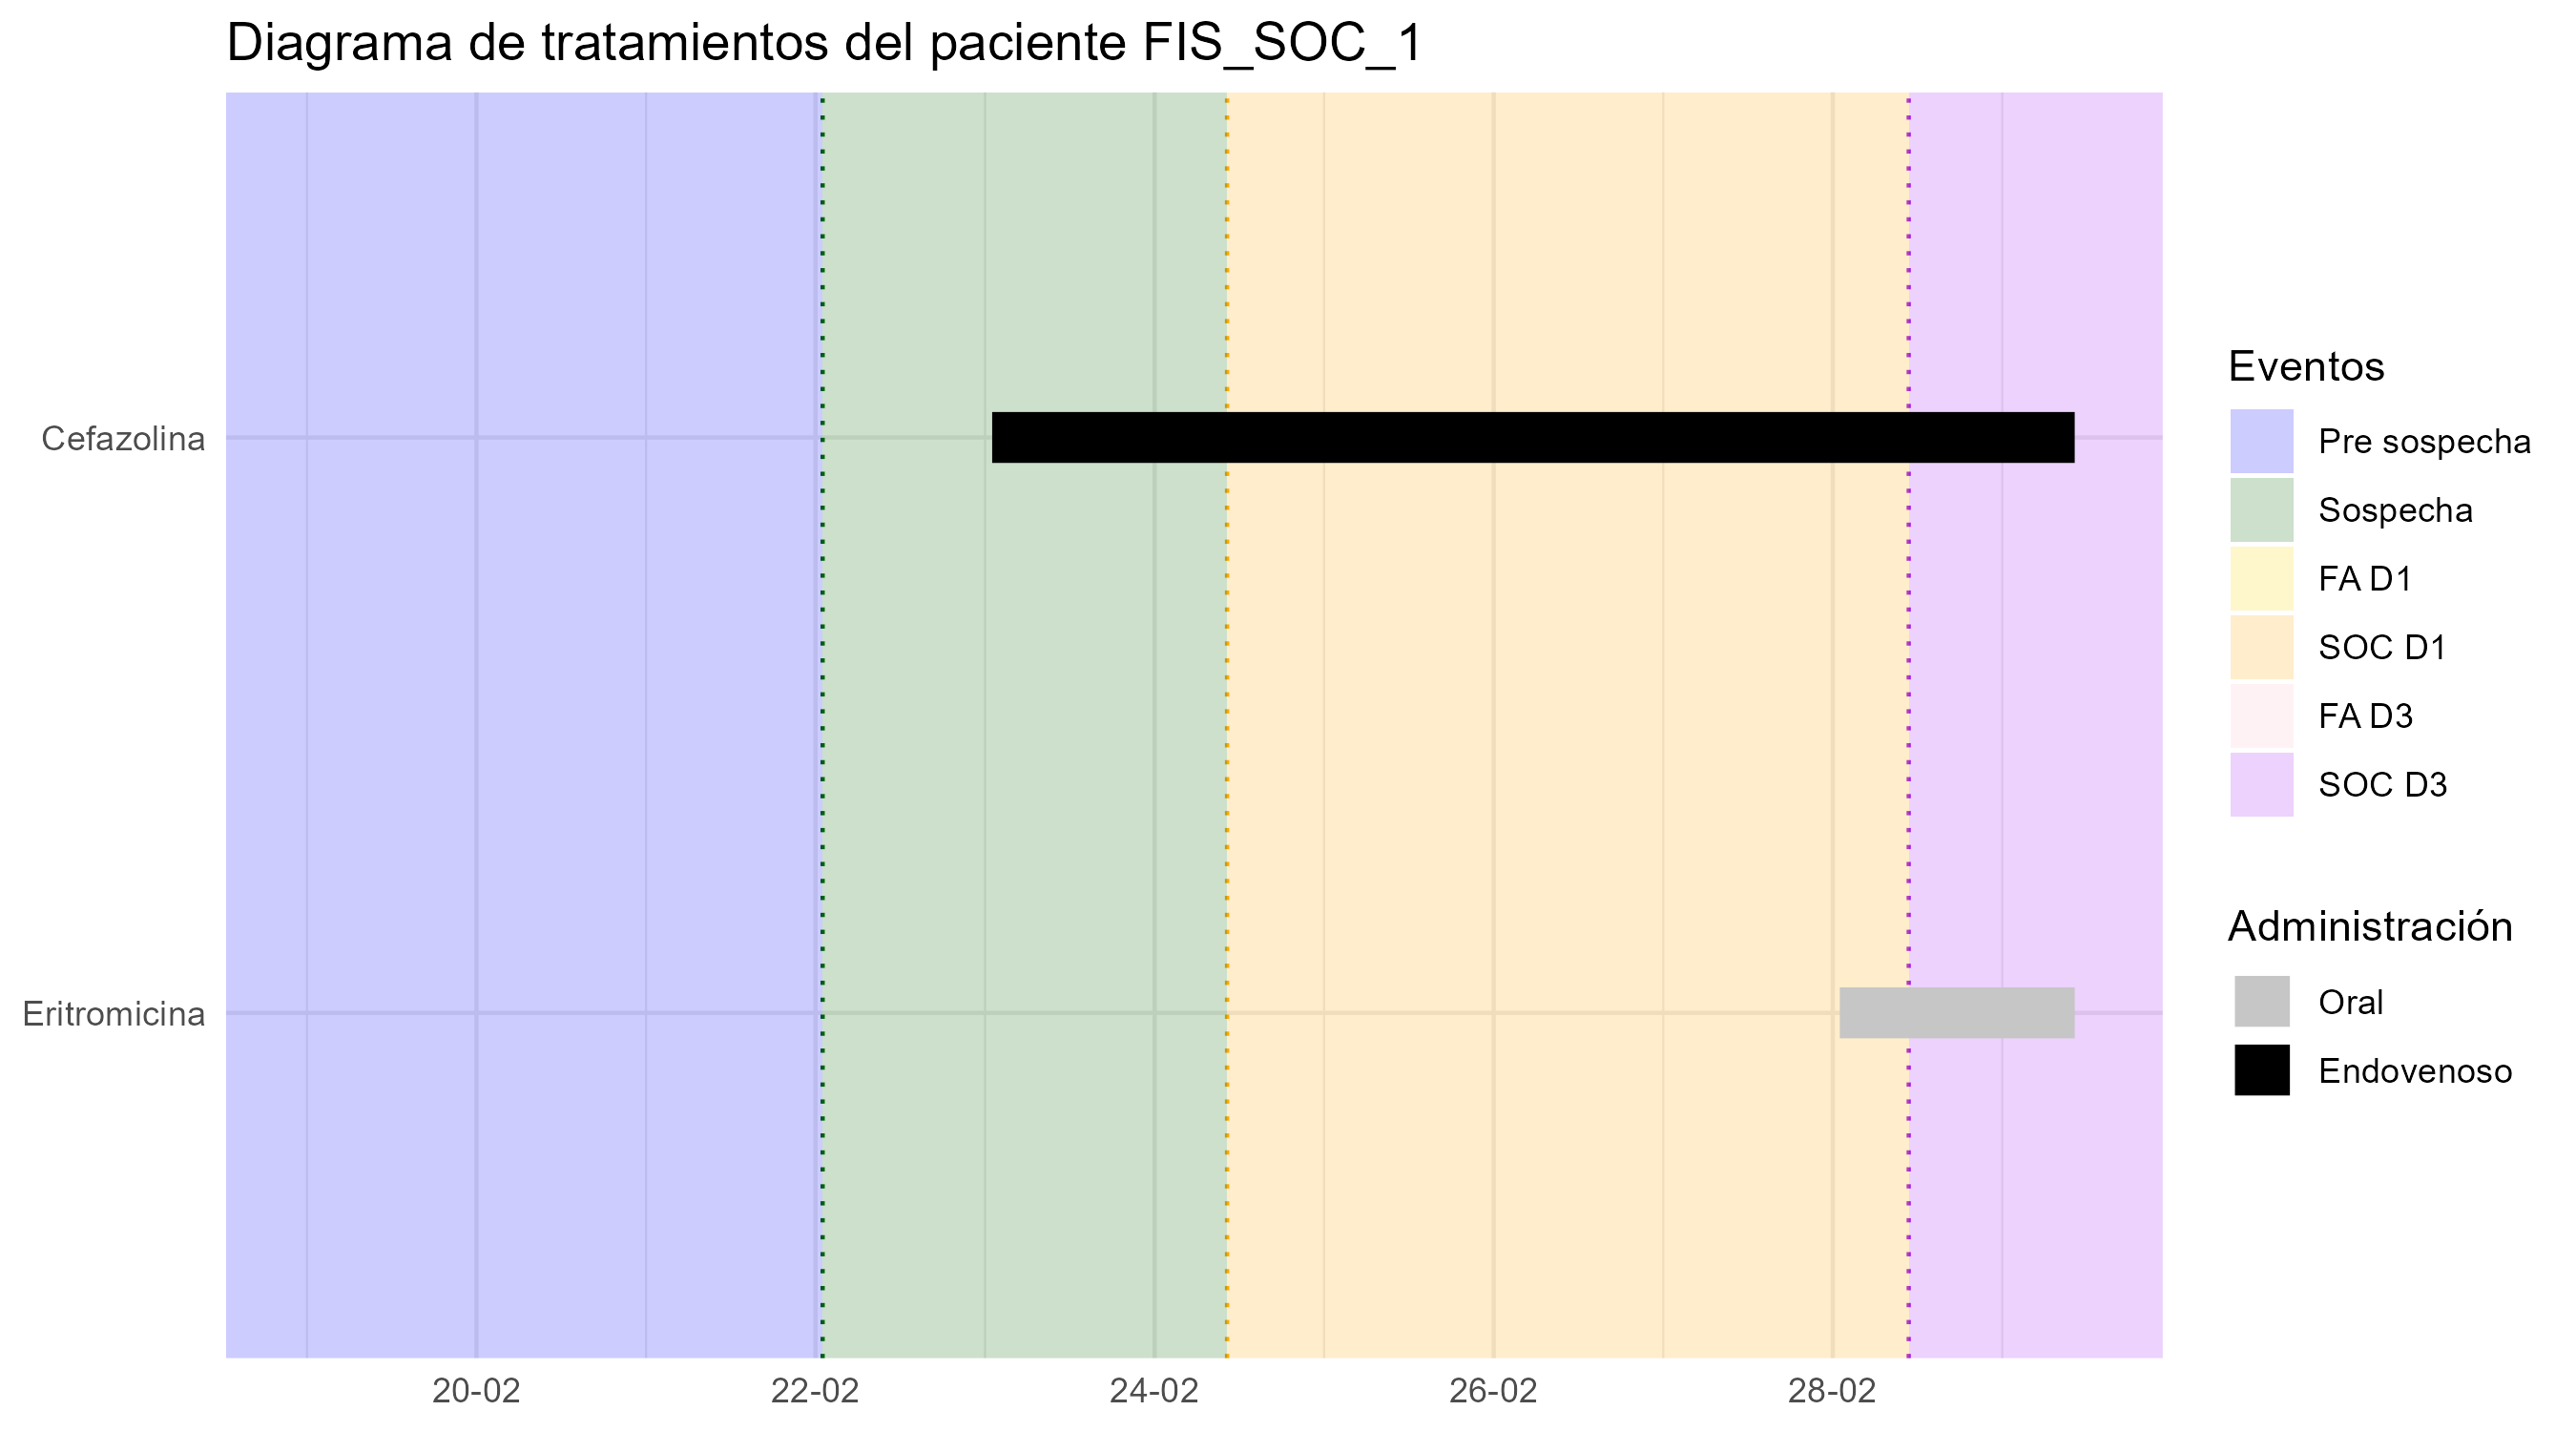 Diagrama de tratamientos del paciente FIS_SOC_1
Cefazolina
Eritromicina
20-02
22-02
24-02
26-02
28-02
Eventos
Pre sospecha
Sospecha
FA D1
SOC D1
FA D3
SOC D3
Administración
Oral
Endovenoso